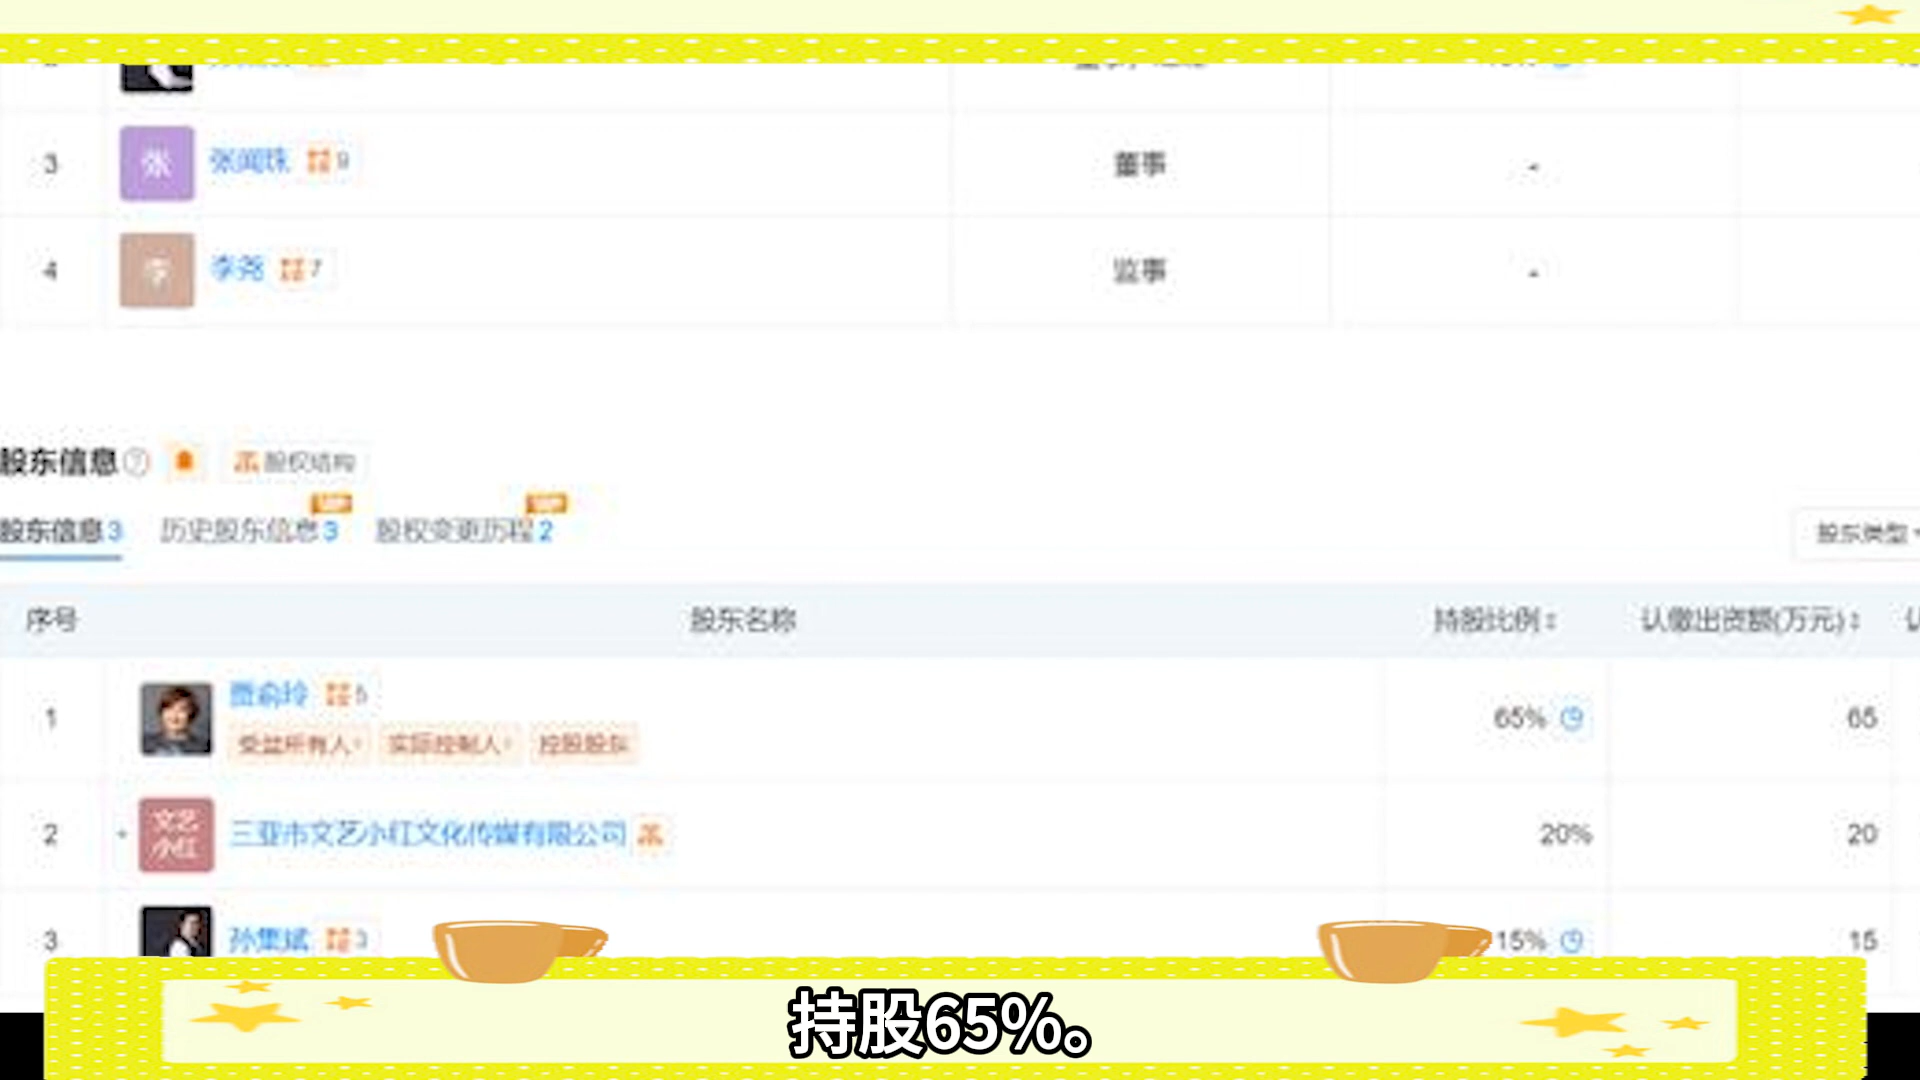 3 张 张闻珠 9 董事 -
4 李 李尧 7 监事 -
股东信息 股权结构
股东信息3 历史股东信息3 股权变更历程2 股东类型
序号 股东名称 持股比例 认缴出资额(万元)
1 贾俞玲 5 65% 65
受益所有人 实际控制人 控股股东
2 文艺小红 三亚市文艺小红文化传媒有限公司 20% 20
3 孙集斌 3 15% 15
持股65%。